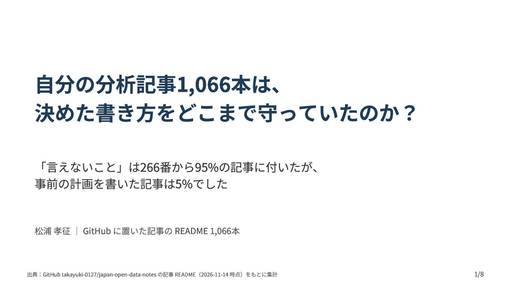 自分の分析記事1,066本は、
決めた書き方をどこまで守っていたのか？
「言えないこと」は266番から95%の記事に付いたが、
事前の計画を書いた記事は5%でした
松浦 孝征 ｜ GitHub に置いた記事の README 1,066本
出典：GitHub takayuki-0127/japan-open-data-notes の記事 README（2026-11-14 時点）をもとに集計
1/8